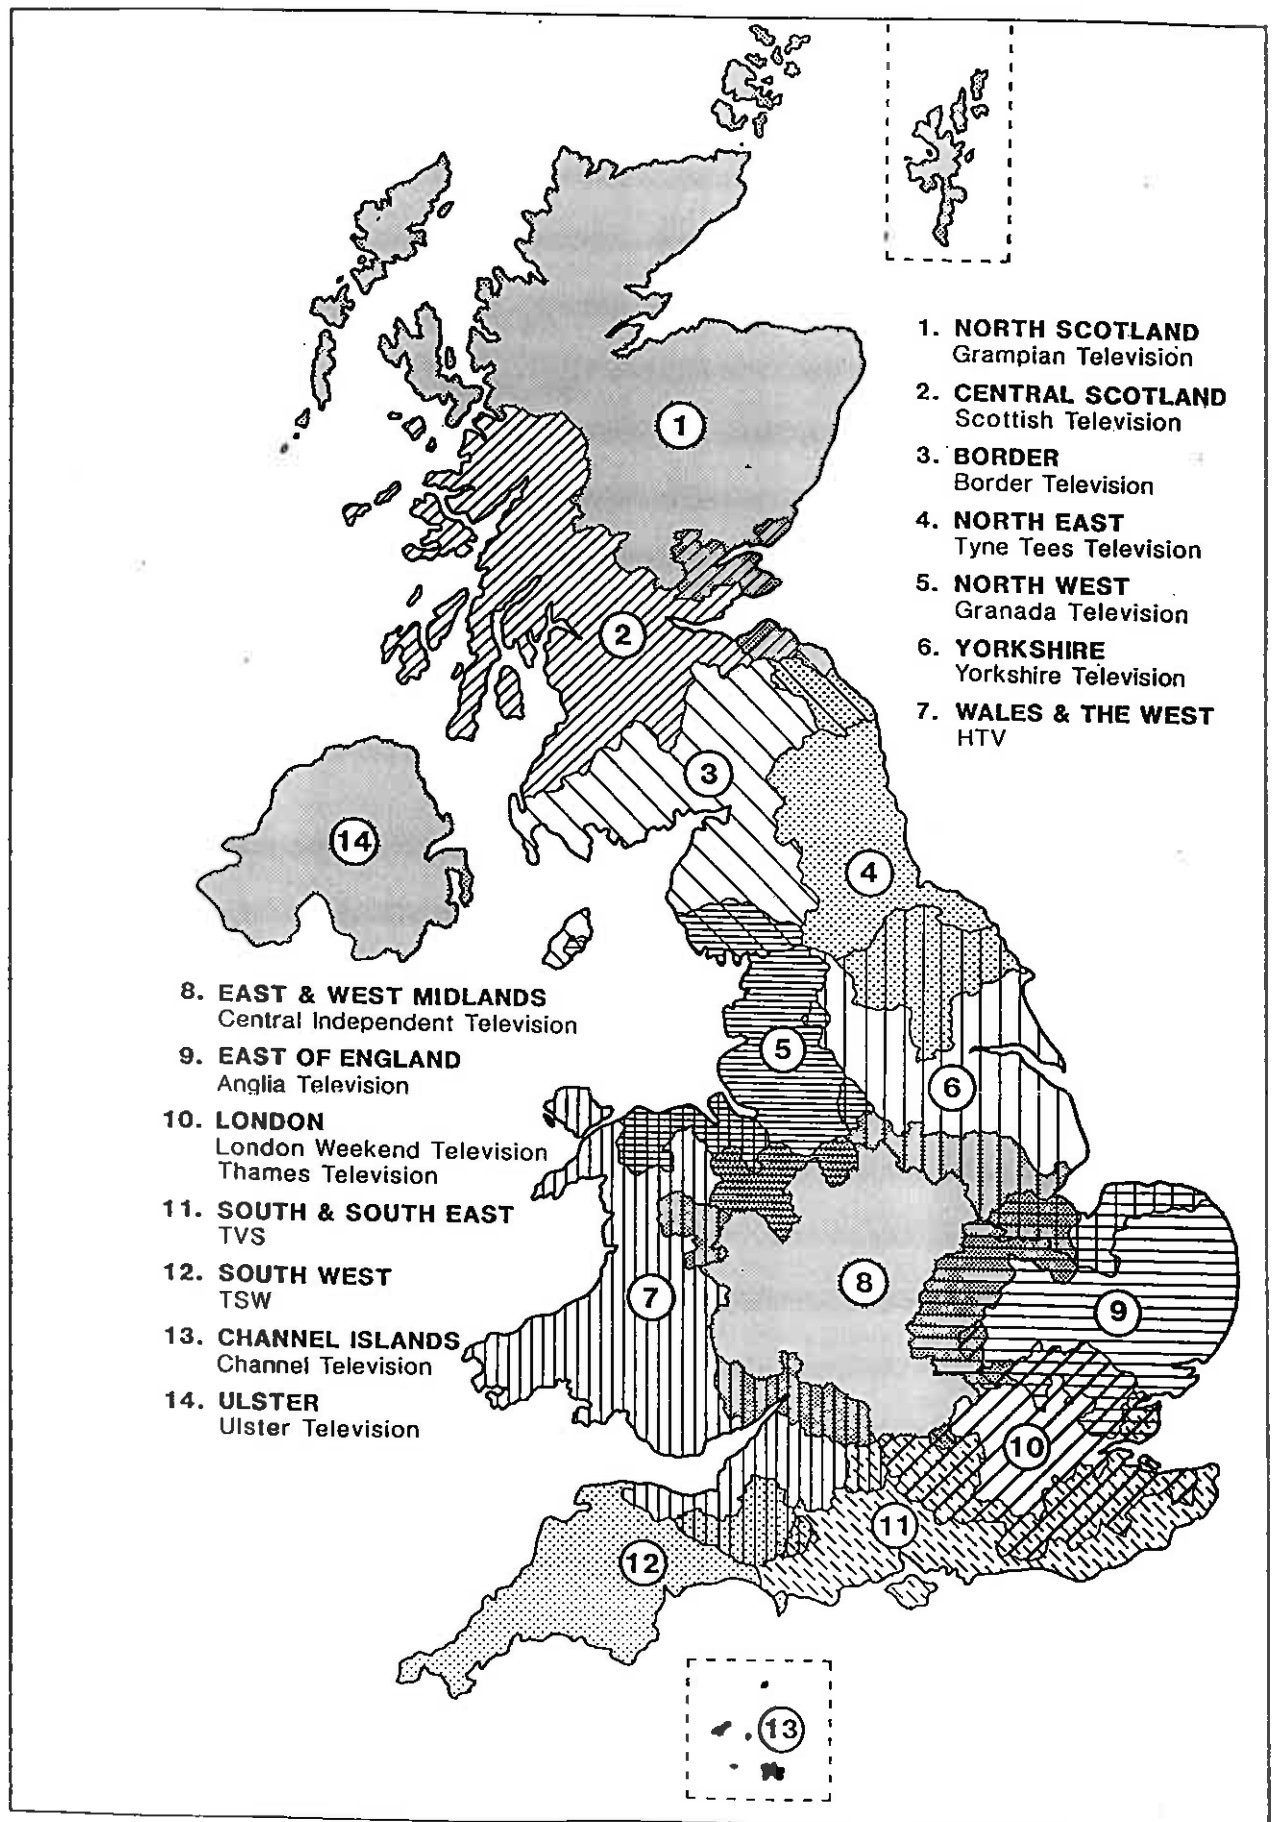 1. NORTH SCOTLAND
Grampian Television
2. CENTRAL SCOTLAND
Scottish Television
3. BORDER
Border Television
4. NORTH EAST
Tyne Tees Television
5. NORTH WEST
Granada Television
6. YORKSHIRE
Yorkshire Television
7. WALES & THE WEST
HTV
8. EAST & WEST MIDLANDS
Central Independent Television
9. EAST OF ENGLAND
Anglia Television
10. LONDON
London Weekend Television
Thames Television
11. SOUTH & SOUTH EAST
TVS
12. SOUTH WEST
TSW
13. CHANNEL ISLANDS
Channel Television
14. ULSTER
Ulster Television
1
2
3
14
4
5
6
8
7
9
10
11
12
13